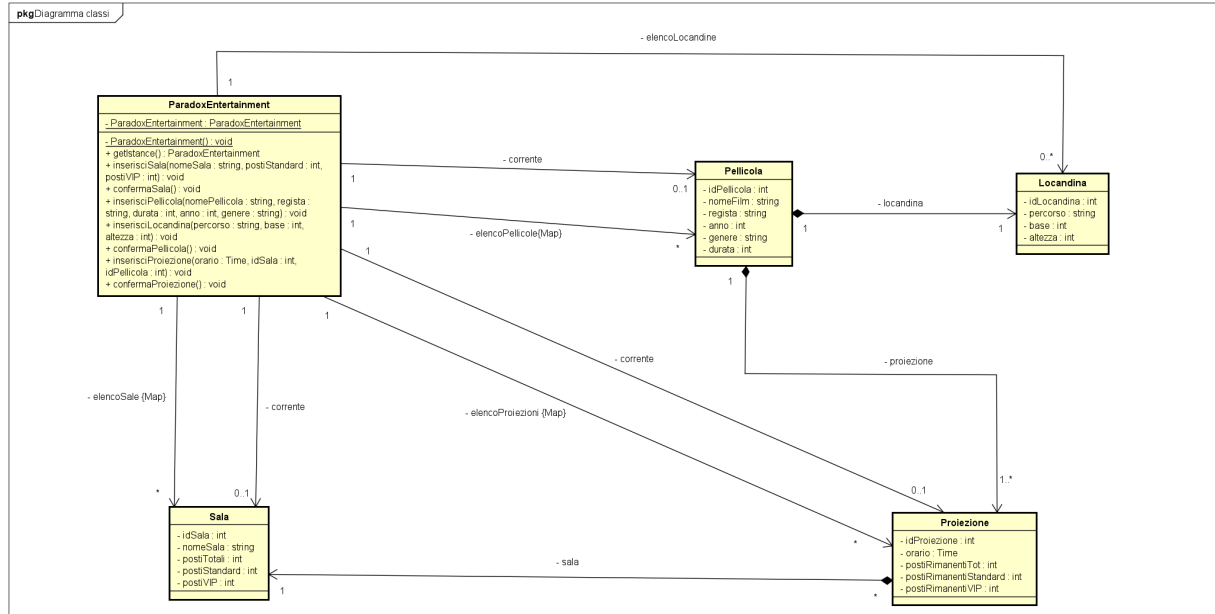 pkg Diagramma classi
- elencoLocandine
1
ParadoxEntertainment
- ParadoxEntertainment : ParadoxEntertainment
- ParadoxEntertainment() : void
+ getIstance() : ParadoxEntertainment
+ inserisciSala(nomeSala : string, postiStandard : int,
postiVIP : int) : void
+ confermaSala() : void
+ inserisciPellicola(nomePellicola : string, regista :
string, durata : int, anno : int, genere : string) : void
+ inserisciLocandina(percorso : string, base : int,
altezza : int) : void
+ confermaPellicola() : void
+ inserisciProiezione(orario : Time, idSala : int,
idPellicola : int) : void
+ confermaProiezione() : void
- corrente
1
0..1
1
- elencoPellicole{Map}
*
Pellicola
- idPellicola : int
- nomeFilm : string
- regista : string
- anno : int
- genere : string
- durata : int
- locandina
1
1
0..*
Locandina
- idLocandina : int
- percorso : string
- base : int
- altezza : int
1
1
1
1
1
- proiezione
- corrente
- elencoSale {Map}
- corrente
- elencoProiezioni {Map}
*
0..1
0..1
1..*
Sala
- idSala : int
- nomeSala : string
- postiTotali : int
- postiStandard : int
- postiVIP : int
1
- sala
*
*
Proiezione
- idProiezione : int
- orario : Time
- postiRimanentiTot : int
- postiRimanentiStandard : int
- postiRimanentiVIP : int